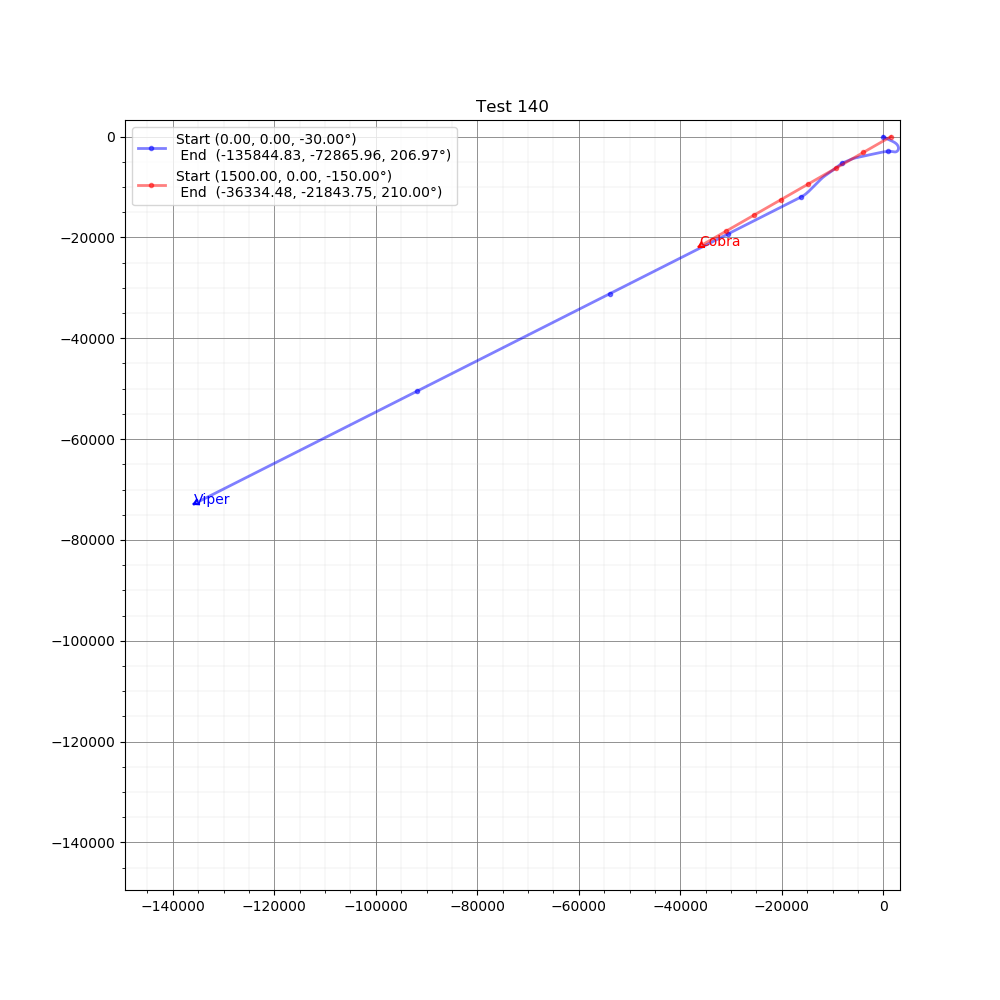 Test 140
Start (0.00, 0.00, -30.00°)
End (-135844.83, -72865.96, 206.97°)
Start (1500.00, 0.00, -150.00°)
End (-36334.48, -21843.75, 210.00°)
0
−20000
−40000
−60000
−80000
−100000
−120000
−140000
Cobra
Viper
−140000 −120000 −100000 −80000 −60000 −40000 −20000 0